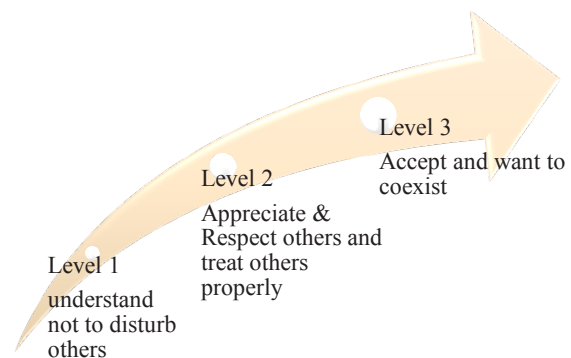 Level 1
understand
not to disturb
others
Level 2
Appreciate &
Respect others and
treat others
properly
Level 3
Accept and want to
coexist